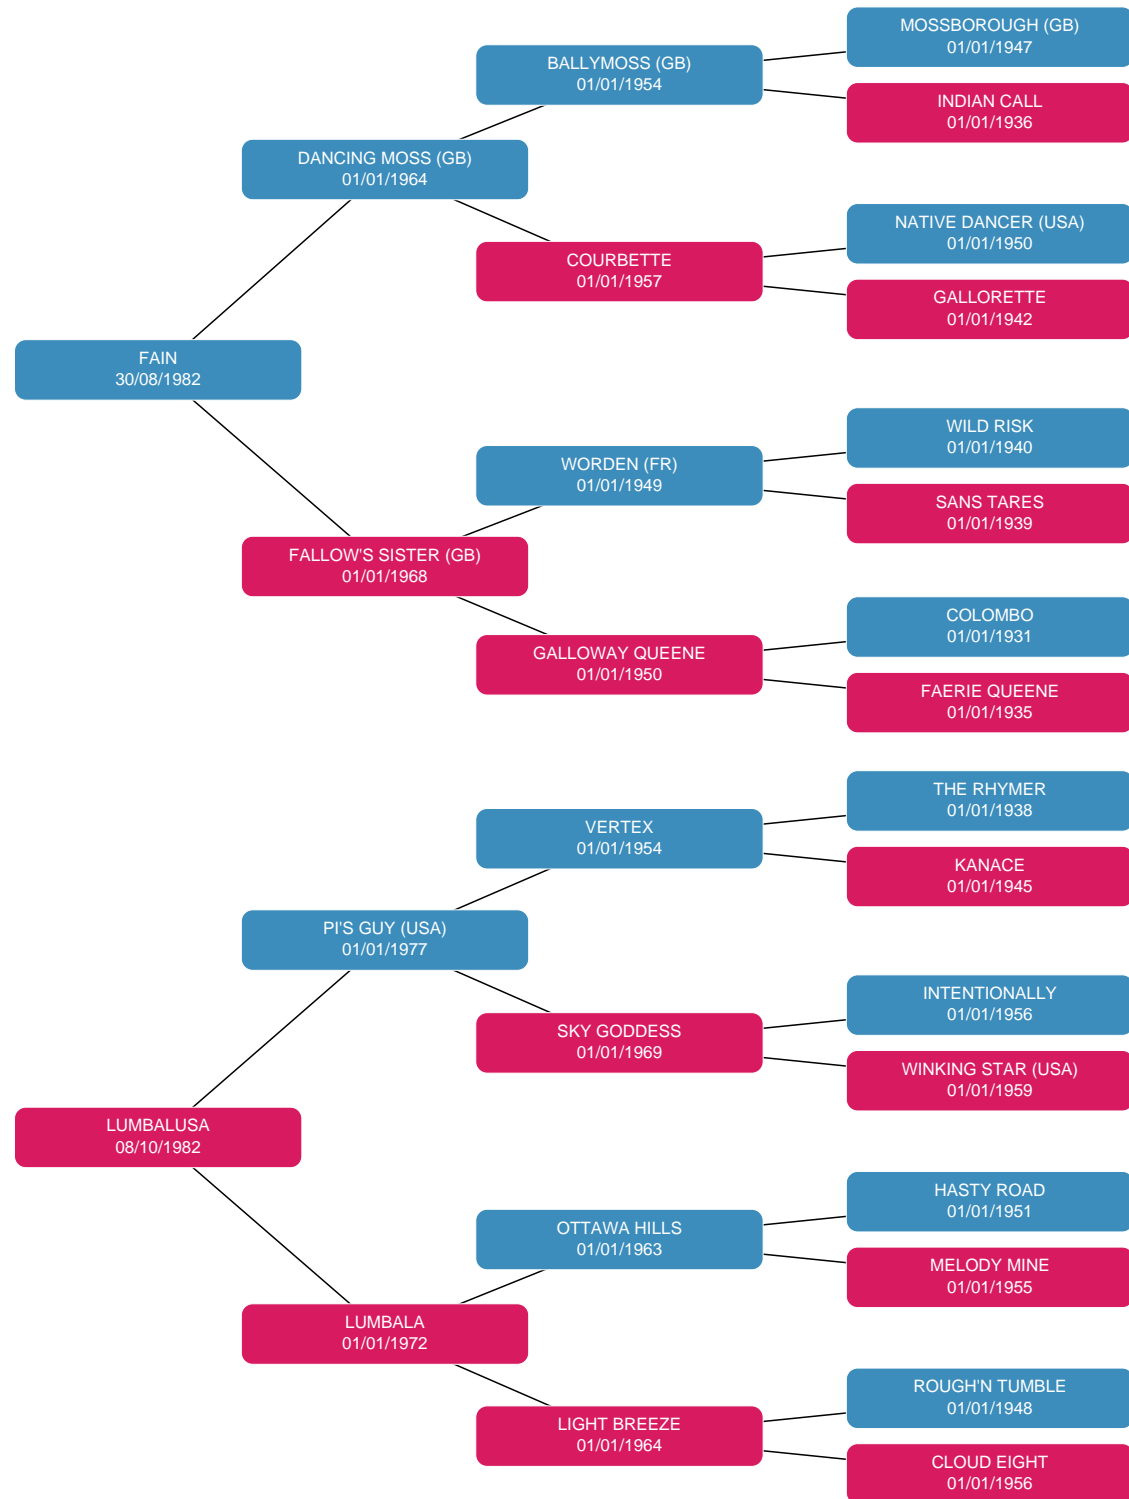 MOSSBOROUGH (GB)
01/01/1947
BALLYMOSS (GB)
01/01/1954
INDIAN CALL
01/01/1936
DANCING MOSS (GB)
01/01/1964
NATIVE DANCER (USA)
01/01/1950
COURBETTE
01/01/1957
GALLORETTE
01/01/1942
FAIN
30/08/1982
WILD RISK
01/01/1940
WORDEN (FR)
01/01/1949
SANS TARES
01/01/1939
FALLOW'S SISTER (GB)
01/01/1968
COLOMBO
01/01/1931
GALLOWAY QUEENE
01/01/1950
FAERIE QUEENE
01/01/1935
THE RHYMER
01/01/1938
VERTEX
01/01/1954
KANACE
01/01/1945
PI'S GUY (USA)
01/01/1977
INTENTIONALLY
01/01/1956
SKY GODDESS
01/01/1969
WINKING STAR (USA)
01/01/1959
LUMBALUSA
08/10/1982
HASTY ROAD
01/01/1951
OTTAWA HILLS
01/01/1963
MELODY MINE
01/01/1955
LUMBALA
01/01/1972
ROUGH'N TUMBLE
01/01/1948
LIGHT BREEZE
01/01/1964
CLOUD EIGHT
01/01/1956